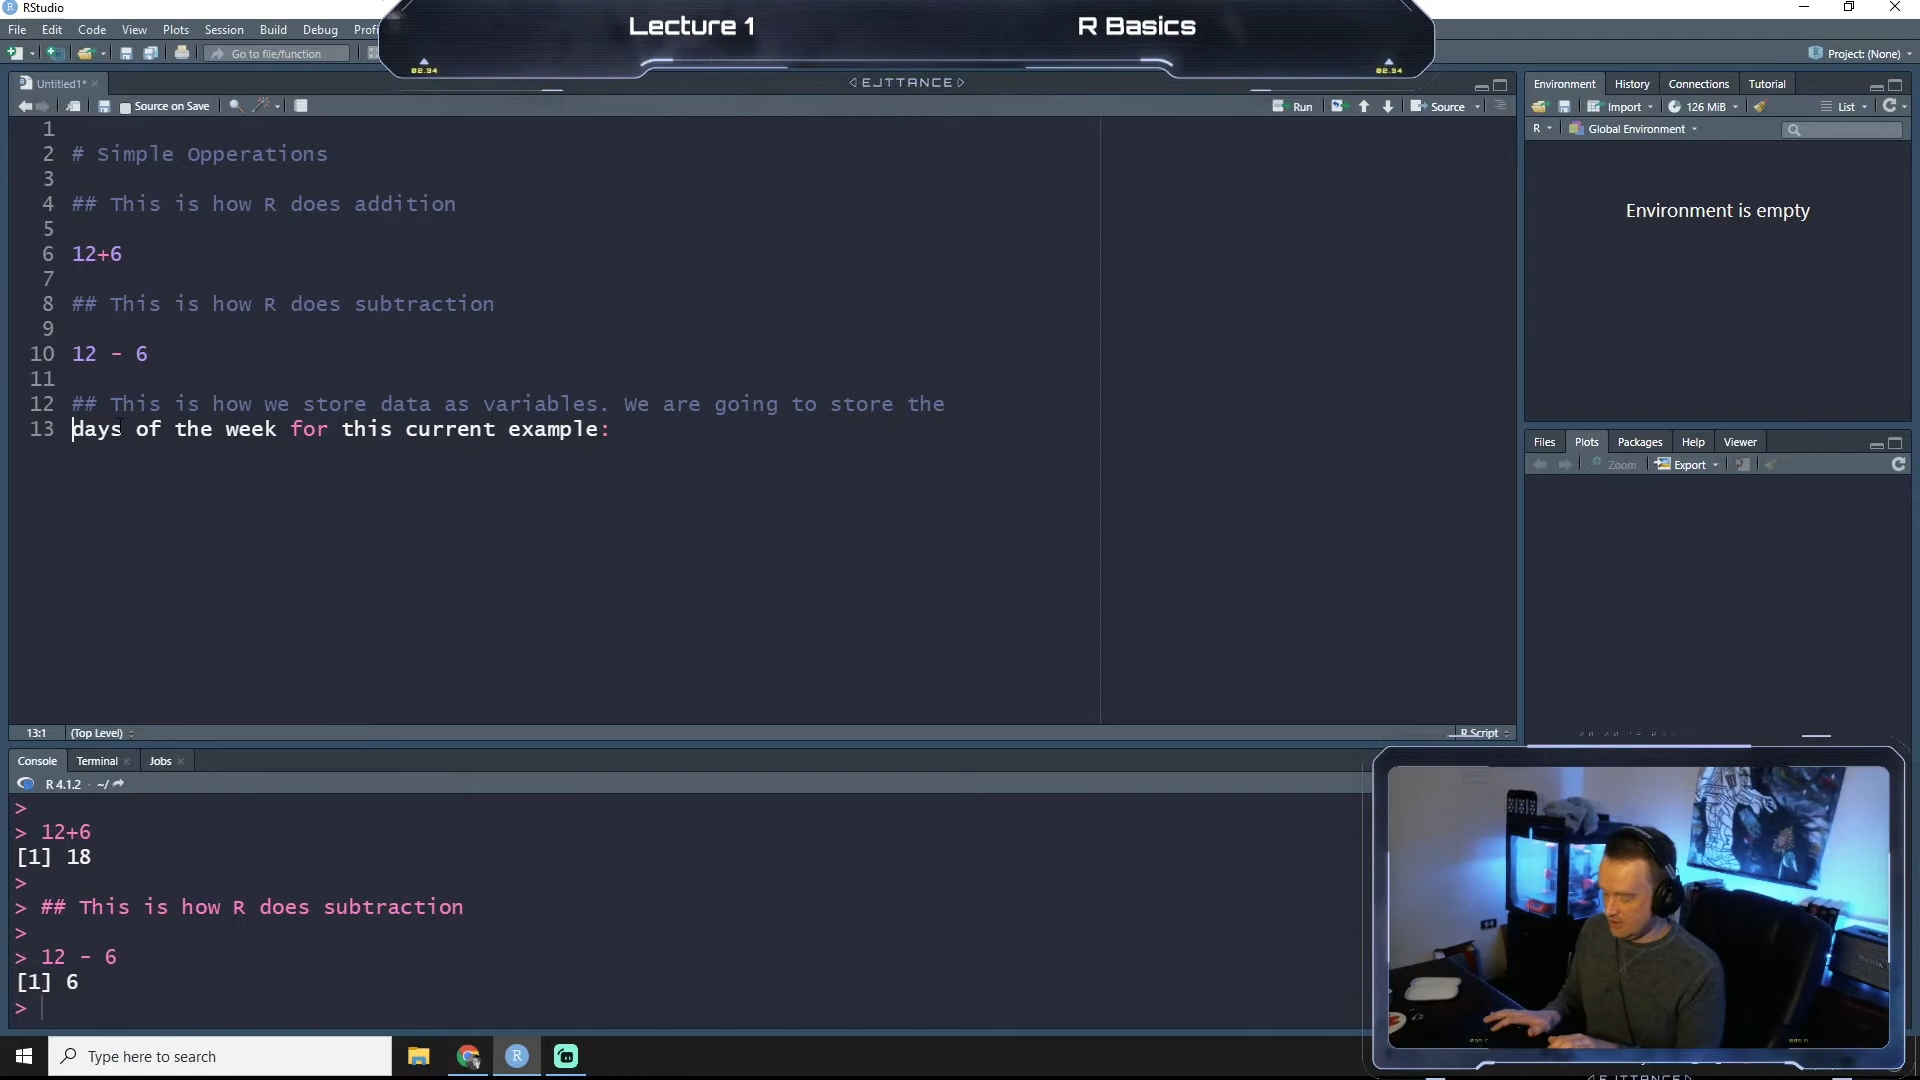 RStudio
Lecture 1 R Basics
File Edit Code View Plots Session Build Debug Profi
Go to file/function
Project: (None)
02.94 02.94
Untitled1*
EJTTANCE
Environment History Connections Tutorial
Source on Save
Run
Source
Import
126 MiB
List
R
Global Environment
1
2 # Simple Opperations
3
4 ## This is how R does addition
5
6 12+6
7
8 ## This is how R does subtraction
9
10 12 - 6
11
12 ## This is how we store data as variables. We are going to store the
13 days of the week for this current example:
Environment is empty
Files Plots Packages Help Viewer
Zoom
Export
13:1 (Top Level)
R Script
Console Terminal Jobs
R 4.1.2 · ~/
>
> 12+6
[1] 18
>
> ## This is how R does subtraction
>
> 12 - 6
[1] 6
>
Type here to search